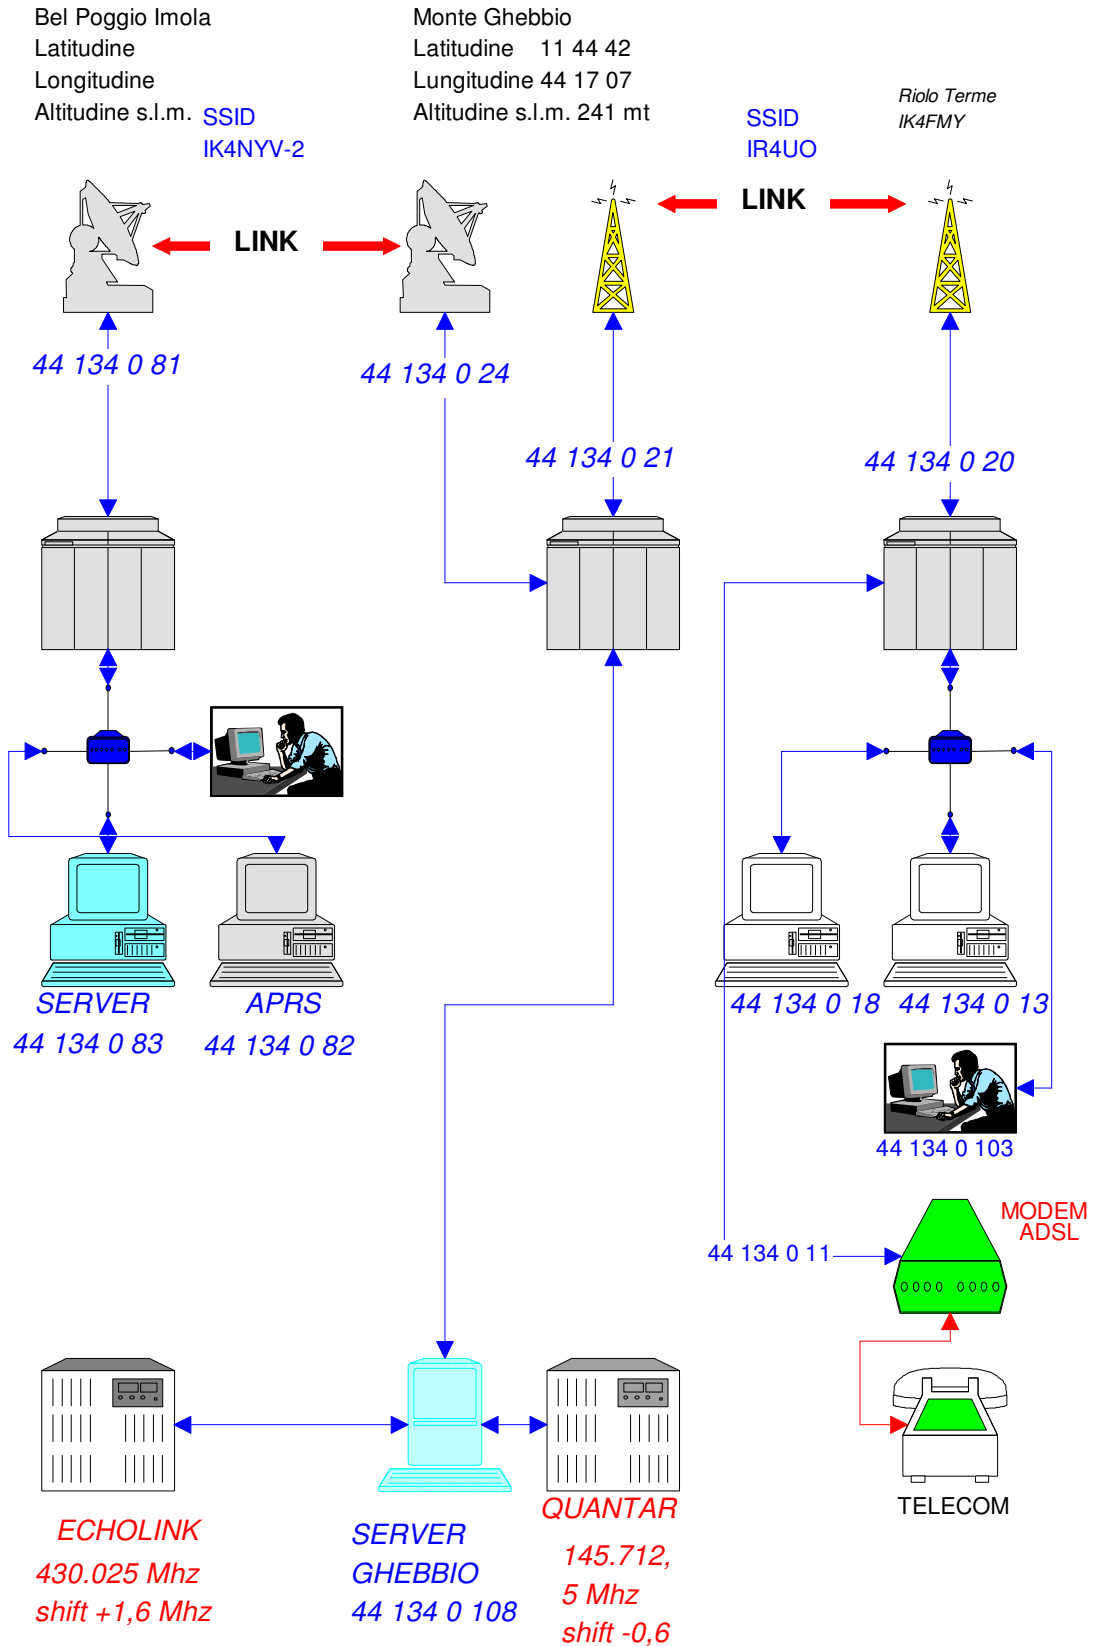 Bel Poggio Imola
Latitudine
Longitudine
Altitudine s.l.m.
SSID
IK4NYV-2
Monte Ghebbio
Latitudine 11 44 42
Lungitudine 44 17 07
Altitudine s.l.m. 241 mt
SSID
IR4UO
Riolo Terme
IK4FMY
LINK
LINK
44 134 0 81
44 134 0 24
44 134 0 21
44 134 0 20
SERVER
44 134 0 83
APRS
44 134 0 82
44 134 0 18
44 134 0 13
44 134 0 103
MODEM
ADSL
44 134 0 11
TELECOM
ECHOLINK
430.025 Mhz
shift +1,6 Mhz
SERVER
GHEBBIO
44 134 0 108
QUANTAR
145.712,
5 Mhz
shift -0,6